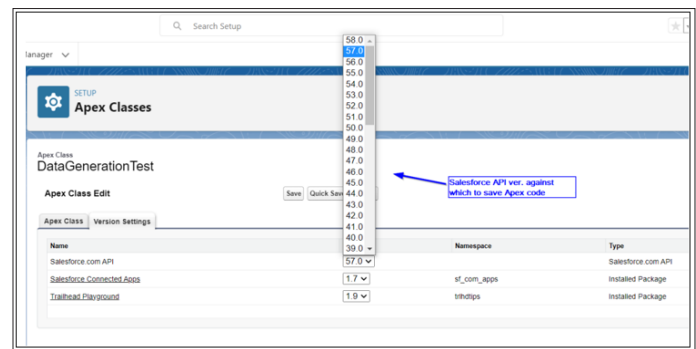 Search Setup
lanager
SETUP
Apex Classes
Apex Class
DataGenerationTest
Apex Class Edit
Save Quick Sav
Apex Class Version Settings
58.0
57.0
56.0
55.0
54.0
53.0
52.0
51.0
50.0
49.0
48.0
47.0
46.0
45.0
44.0
43.0
42.0
41.0
40.0
39.0
Salesforce API ver. against
which to save Apex code
Name Namespace Type
Salesforce.com API 57.0 Salesforce.com API
Salesforce Connected Apps 1.7 sf_com_apps Installed Package
Trailhead Playground 1.9 trlhdtips Installed Package